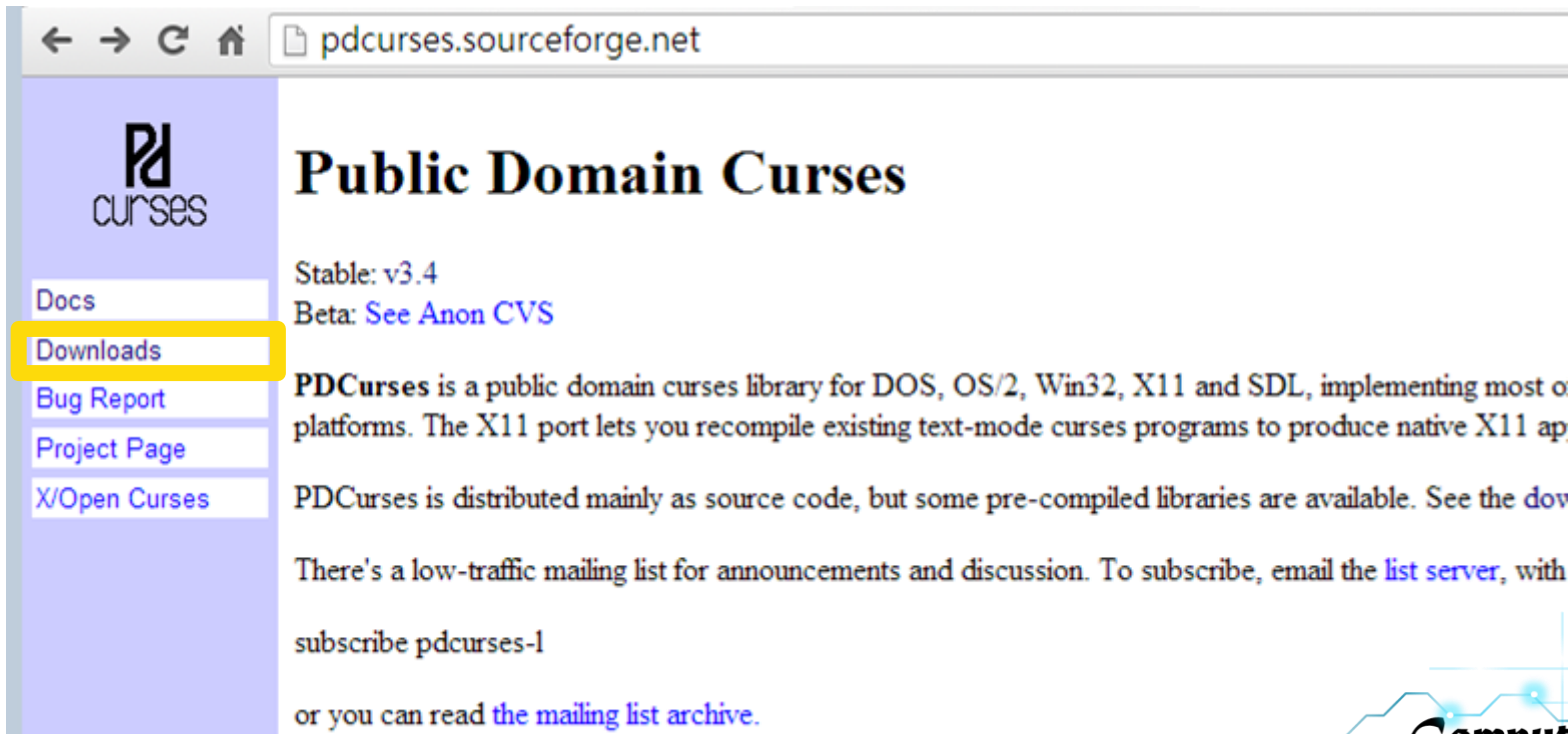 pdcurses.sourceforge.net
Pd
curses
Docs
Downloads
Bug Report
Project Page
X/Open Curses
Public Domain Curses
Stable: v3.4
Beta: See Anon CVS
PDCurses is a public domain curses library for DOS, OS/2, Win32, X11 and SDL, implementing most
platforms. The X11 port lets you recompile existing text-mode curses programs to produce native X11
PDCurses is distributed mainly as source code, but some pre-compiled libraries are available. See the
There's a low-traffic mailing list for announcements and discussion. To subscribe, email the list server, with
subscribe pdcurses-l
or you can read the mailing list archive.